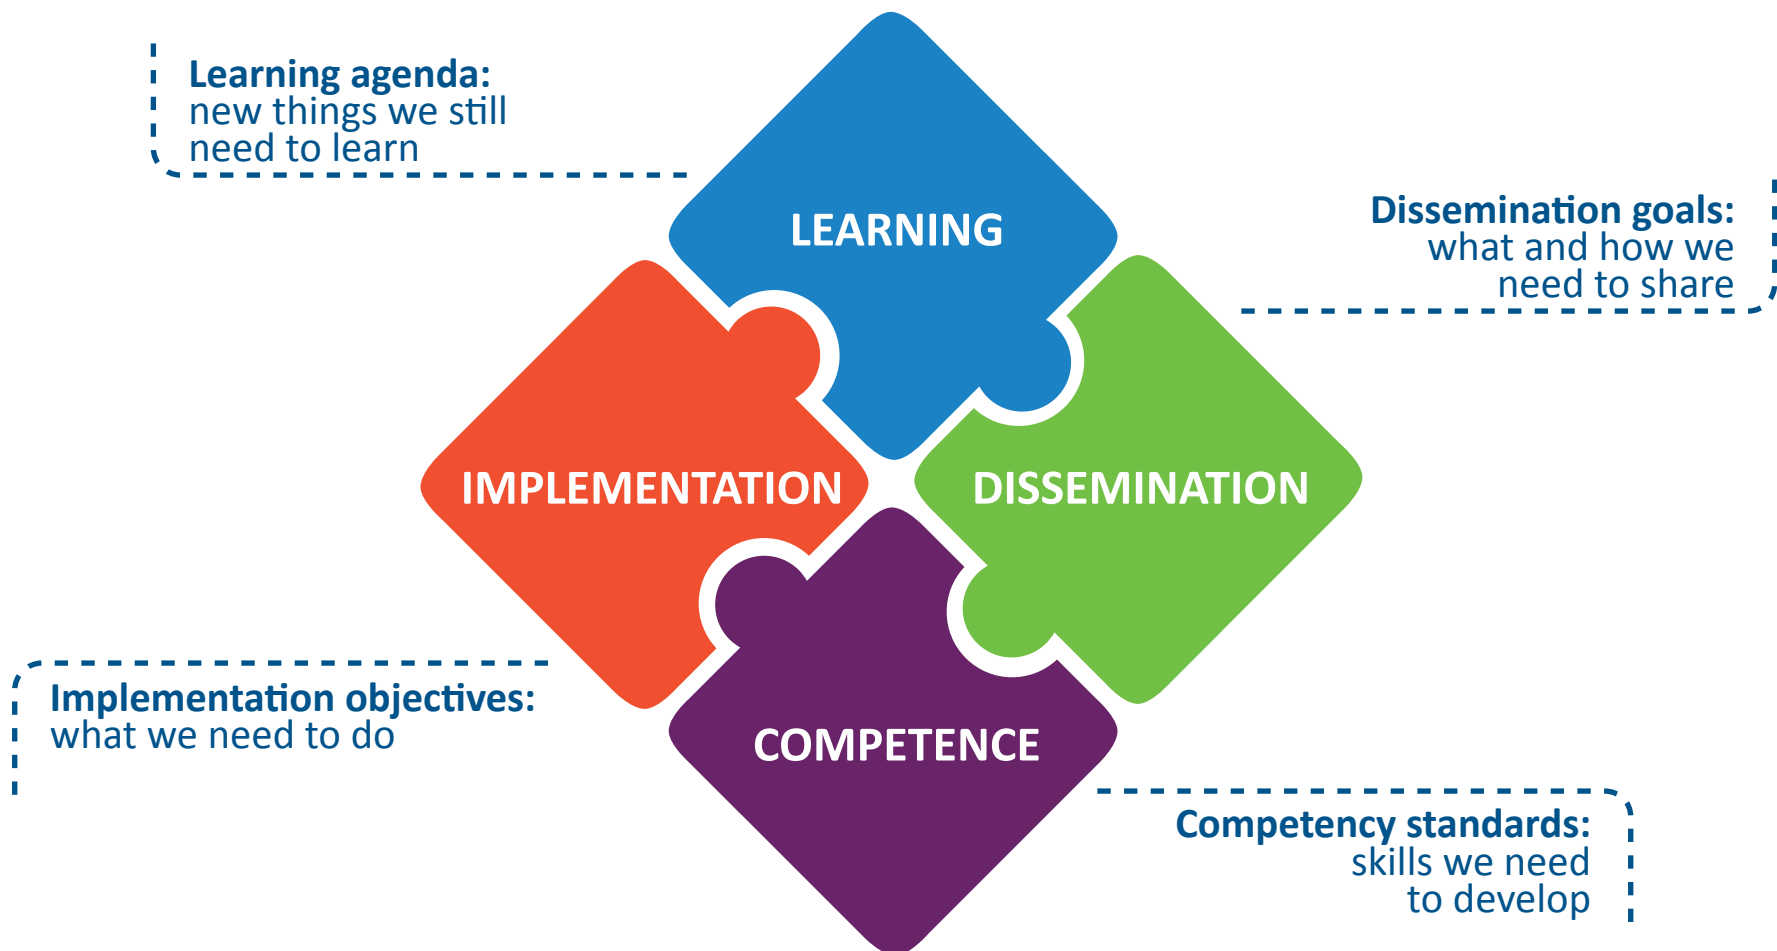 Learning agenda:
new things we still
need to learn
LEARNING
Dissemination goals:
what and how we
need to share
IMPLEMENTATION
DISSEMINATION
Implementation objectives:
what we need to do
COMPETENCE
Competency standards:
skills we need
to develop